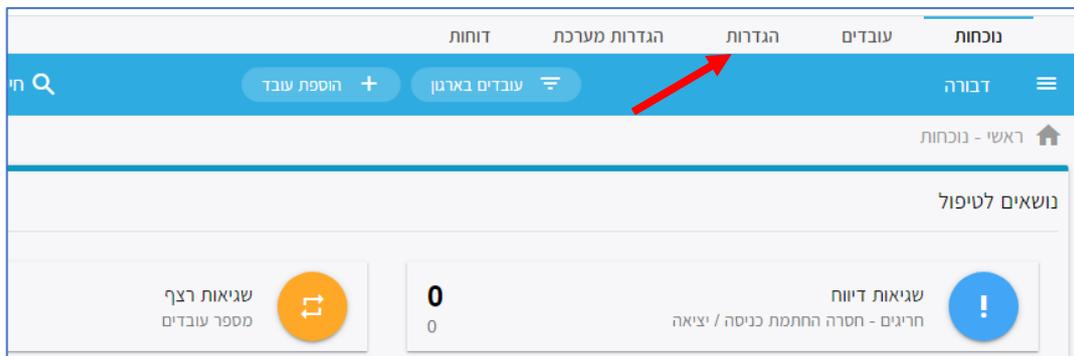 נוכחות עובדים הגדרות הגדרות מערכת דוחות
דבורה עובדים בארגון + הוספת עובד
ראשי - נוכחות
נושאים לטיפול
שגיאות דיווח 0 שגיאות רצף
חריגים - חסרה החתמת כניסה / יציאה 0 מספר עובדים